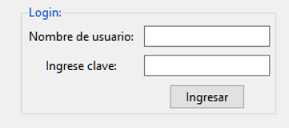 Login:
Nombre de usuario:
Ingrese clave:
Ingresar